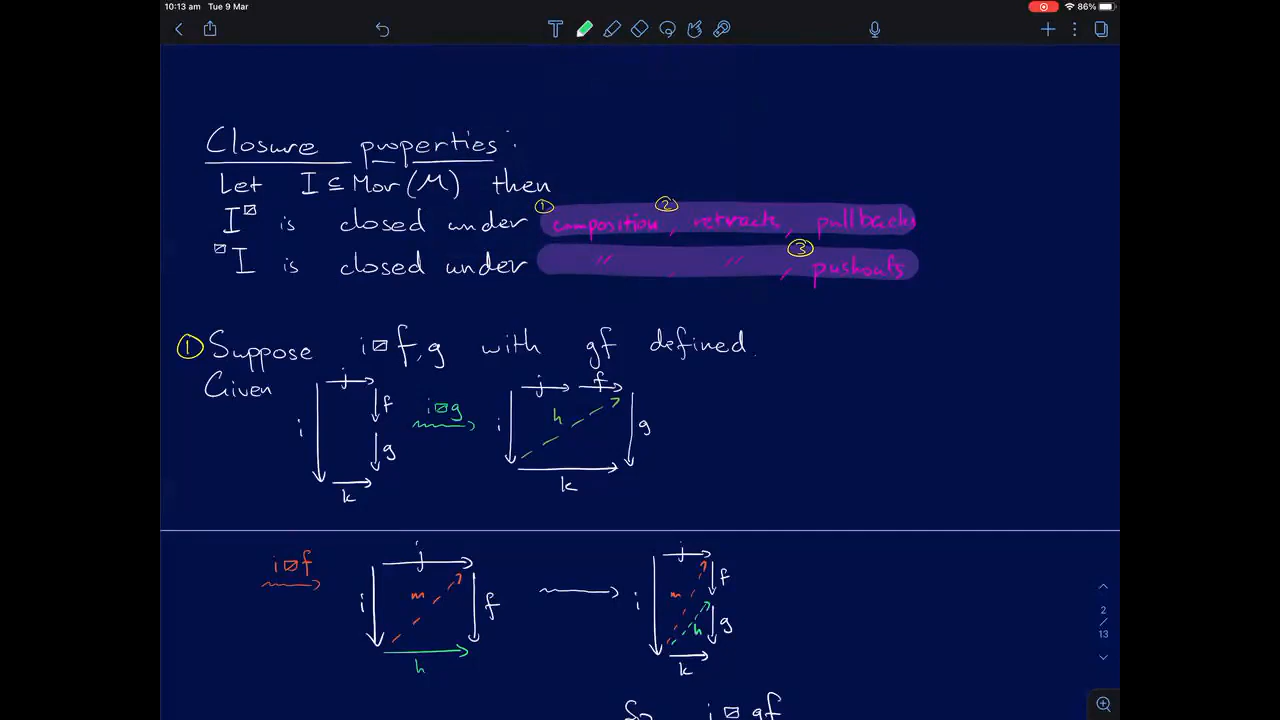 10:13 am Tue 9 Mar
86%
Closure properties:
Let I ⊆ Mor(M) then
I^⧄ is closed under ① composition, ② retracts, pullbacks
^⧄I is closed under " , " , ③ pushouts
① Suppose i ⧄ f, g with gf defined.
Given
j
f
i
g
k
i ⧄ g
j f
i
h
g
k
i ⧄ f
j
i
m
f
h
j
i
m
f
h
g
k
2
/
13
So i ⧄ gf